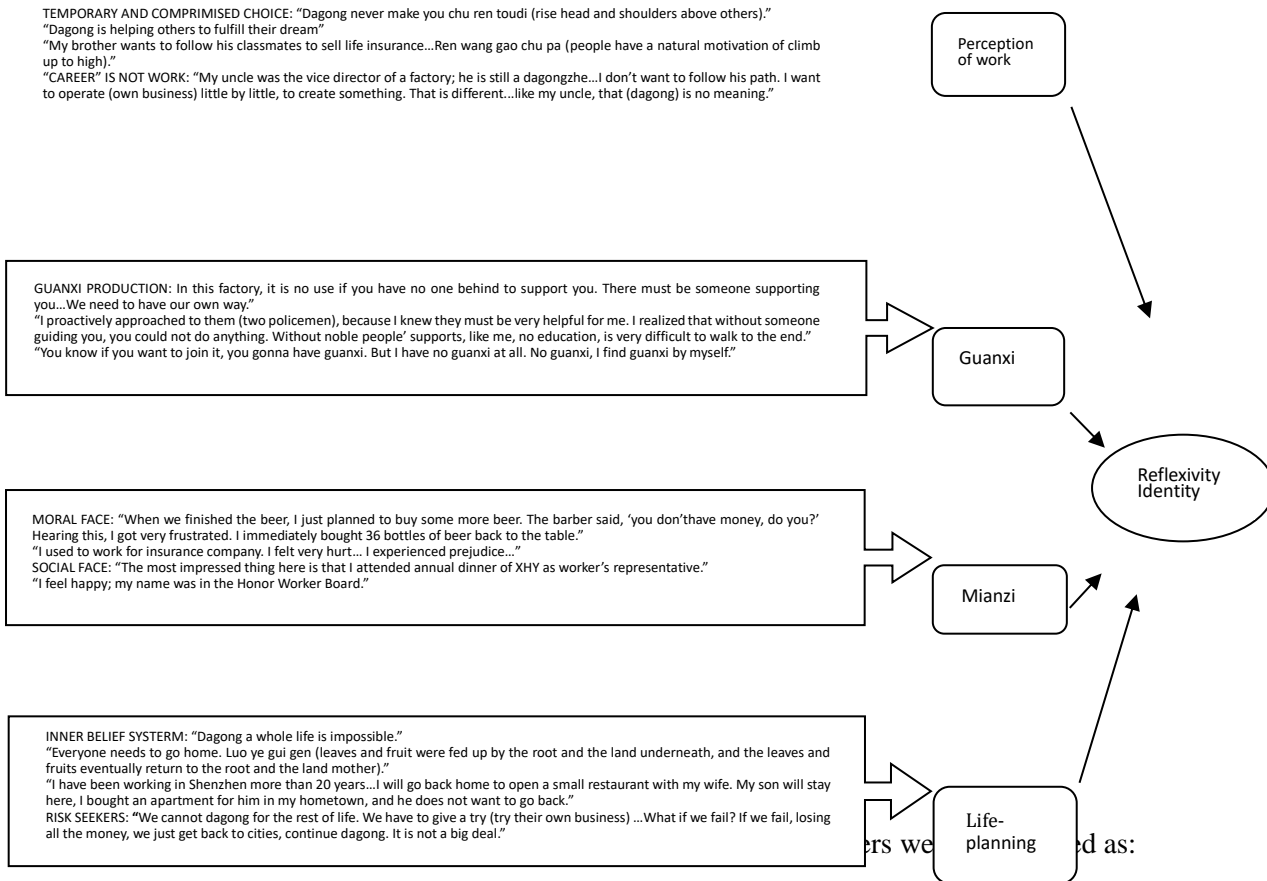 TEMPORARY AND COMPRIMISED CHOICE: “Dagong never make you chu ren toudi (rise head and shoulders above others).”
“Dagong is helping others to fulfill their dream”
“My brother wants to follow his classmates to sell life insurance…Ren wang gao chu pa (people have a natural motivation of climb
up to high).”
“CAREER” IS NOT WORK: “My uncle was the vice director of a factory; he is still a dagongzhe…I don’t want to follow his path. I want
to operate (own business) little by little, to create something. That is different...like my uncle, that (dagong) is no meaning.”
Perception
of work
GUANXI PRODUCTION: In this factory, it is no use if you have no one behind to support you. There must be someone supporting
you…We need to have our own way.”
“I proactively approached to them (two policemen), because I knew they must be very helpful for me. I realized that without someone
guiding you, you could not do anything. Without noble people’ supports, like me, no education, is very difficult to walk to the end.”
“You know if you want to join it, you gonna have guanxi. But I have no guanxi at all. No guanxi, I find guanxi by myself.”
Guanxi
Reflexivity
Identity
MORAL FACE: “When we finished the beer, I just planned to buy some more beer. The barber said, ‘you don’thave money, do you?’
Hearing this, I got very frustrated. I immediately bought 36 bottles of beer back to the table.”
“I used to work for insurance company. I felt very hurt… I experienced prejudice…”
SOCIAL FACE: “The most impressed thing here is that I attended annual dinner of XHY as worker’s representative.”
“I feel happy; my name was in the Honor Worker Board.”
Mianzi
INNER BELIEF SYSTERM: “Dagong a whole life is impossible.”
“Everyone needs to go home. Luo ye gui gen (leaves and fruit were fed up by the root and the land underneath, and the leaves and
fruits eventually return to the root and the land mother).”
“I have been working in Shenzhen more than 20 years…I will go back home to open a small restaurant with my wife. My son will stay
here, I bought an apartment for him in my hometown, and he does not want to go back.”
RISK SEEKERS: “We cannot dagong for the rest of life. We have to give a try (try their own business) …What if we fail? If we fail, losing
all the money, we just get back to cities, continue dagong. It is not a big deal.”
Life-
planning
ers we ed as: